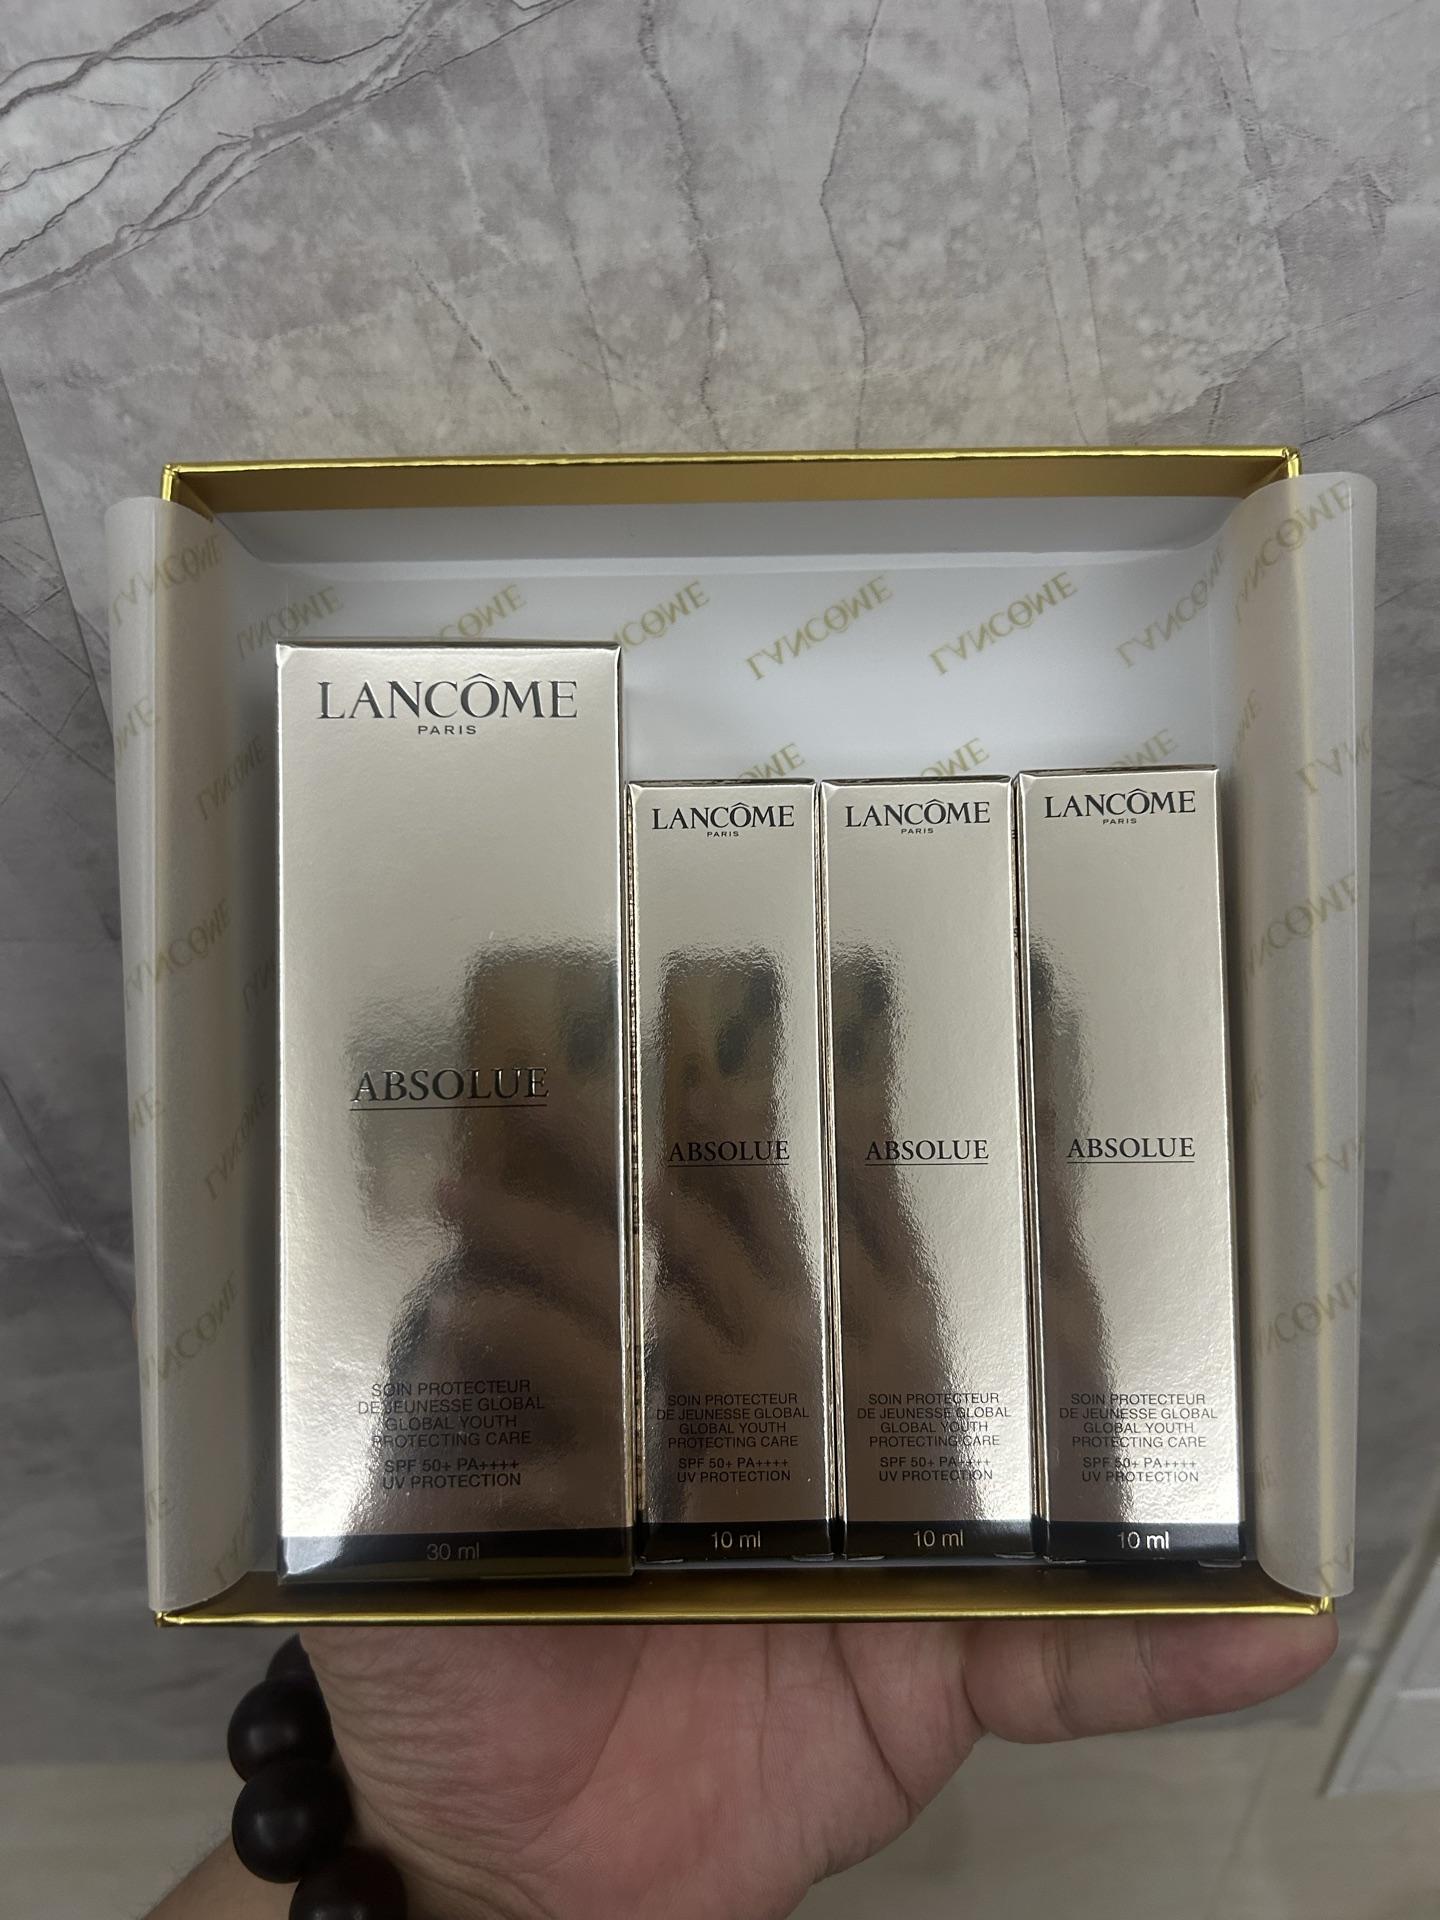 LANCÔME
PARIS
ABSOLUE
SOIN PROTECTEUR
DE JEUNESSE GLOBAL
GLOBAL YOUTH
PROTECTING CARE
SPF 50+ PA++++
UV PROTECTION
30 ml
LANCÔME
PARIS
ABSOLUE
SOIN PROTECTEUR
DE JEUNESSE GLOBAL
GLOBAL YOUTH
PROTECTING CARE
SPF 50+ PA++++
UV PROTECTION
10 ml
LANCÔME
PARIS
ABSOLUE
SOIN PROTECTEUR
DE JEUNESSE GLOBAL
GLOBAL YOUTH
PROTECTING CARE
SPF 50+ PA++++
UV PROTECTION
10 ml
LANCÔME
PARIS
ABSOLUE
SOIN PROTECTEUR
DE JEUNESSE GLOBAL
GLOBAL YOUTH
PROTECTING CARE
SPF 50+ PA++++
UV PROTECTION
10 ml
LANCÔME
LANCÔME
LANCÔME